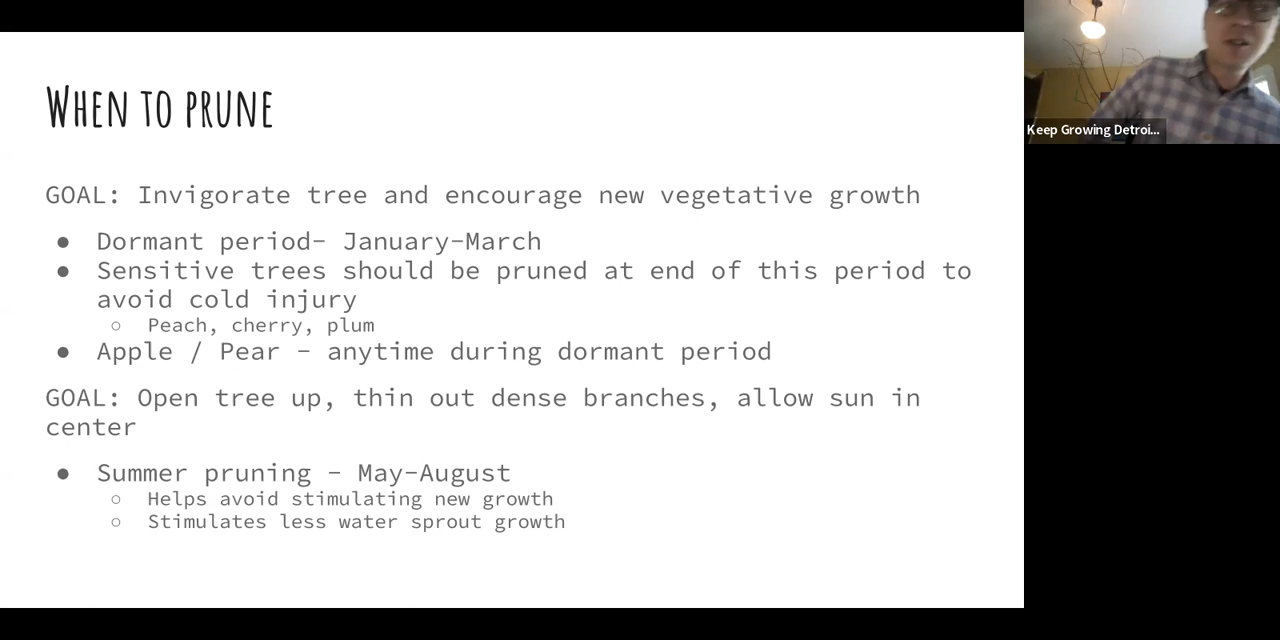 When to prune
GOAL: Invigorate tree and encourage new vegetative growth
● Dormant period- January-March
● Sensitive trees should be pruned at end of this period to
avoid cold injury
○ Peach, cherry, plum
● Apple / Pear - anytime during dormant period
GOAL: Open tree up, thin out dense branches, allow sun in
center
● Summer pruning - May-August
○ Helps avoid stimulating new growth
○ Stimulates less water sprout growth
Keep Growing Detroi...